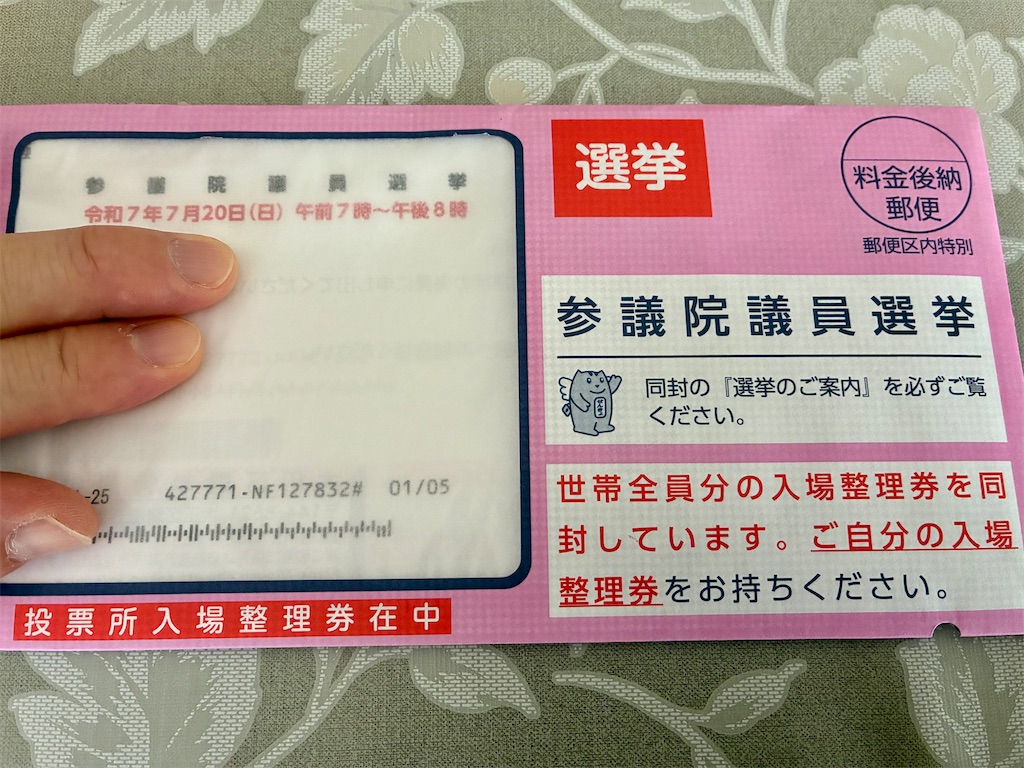 参議院議員選挙
令和7年7月20日(日) 午前7時～午後8時
-25 427771-NF127832# 01/05
投票所入場整理券在中
選挙
料金後納
郵便
郵便区内特別
参議院議員選挙
同封の『選挙のご案内』を必ずご覧
ください。
世帯全員分の入場整理券を同
封しています。ご自分の入場
整理券をお持ちください。